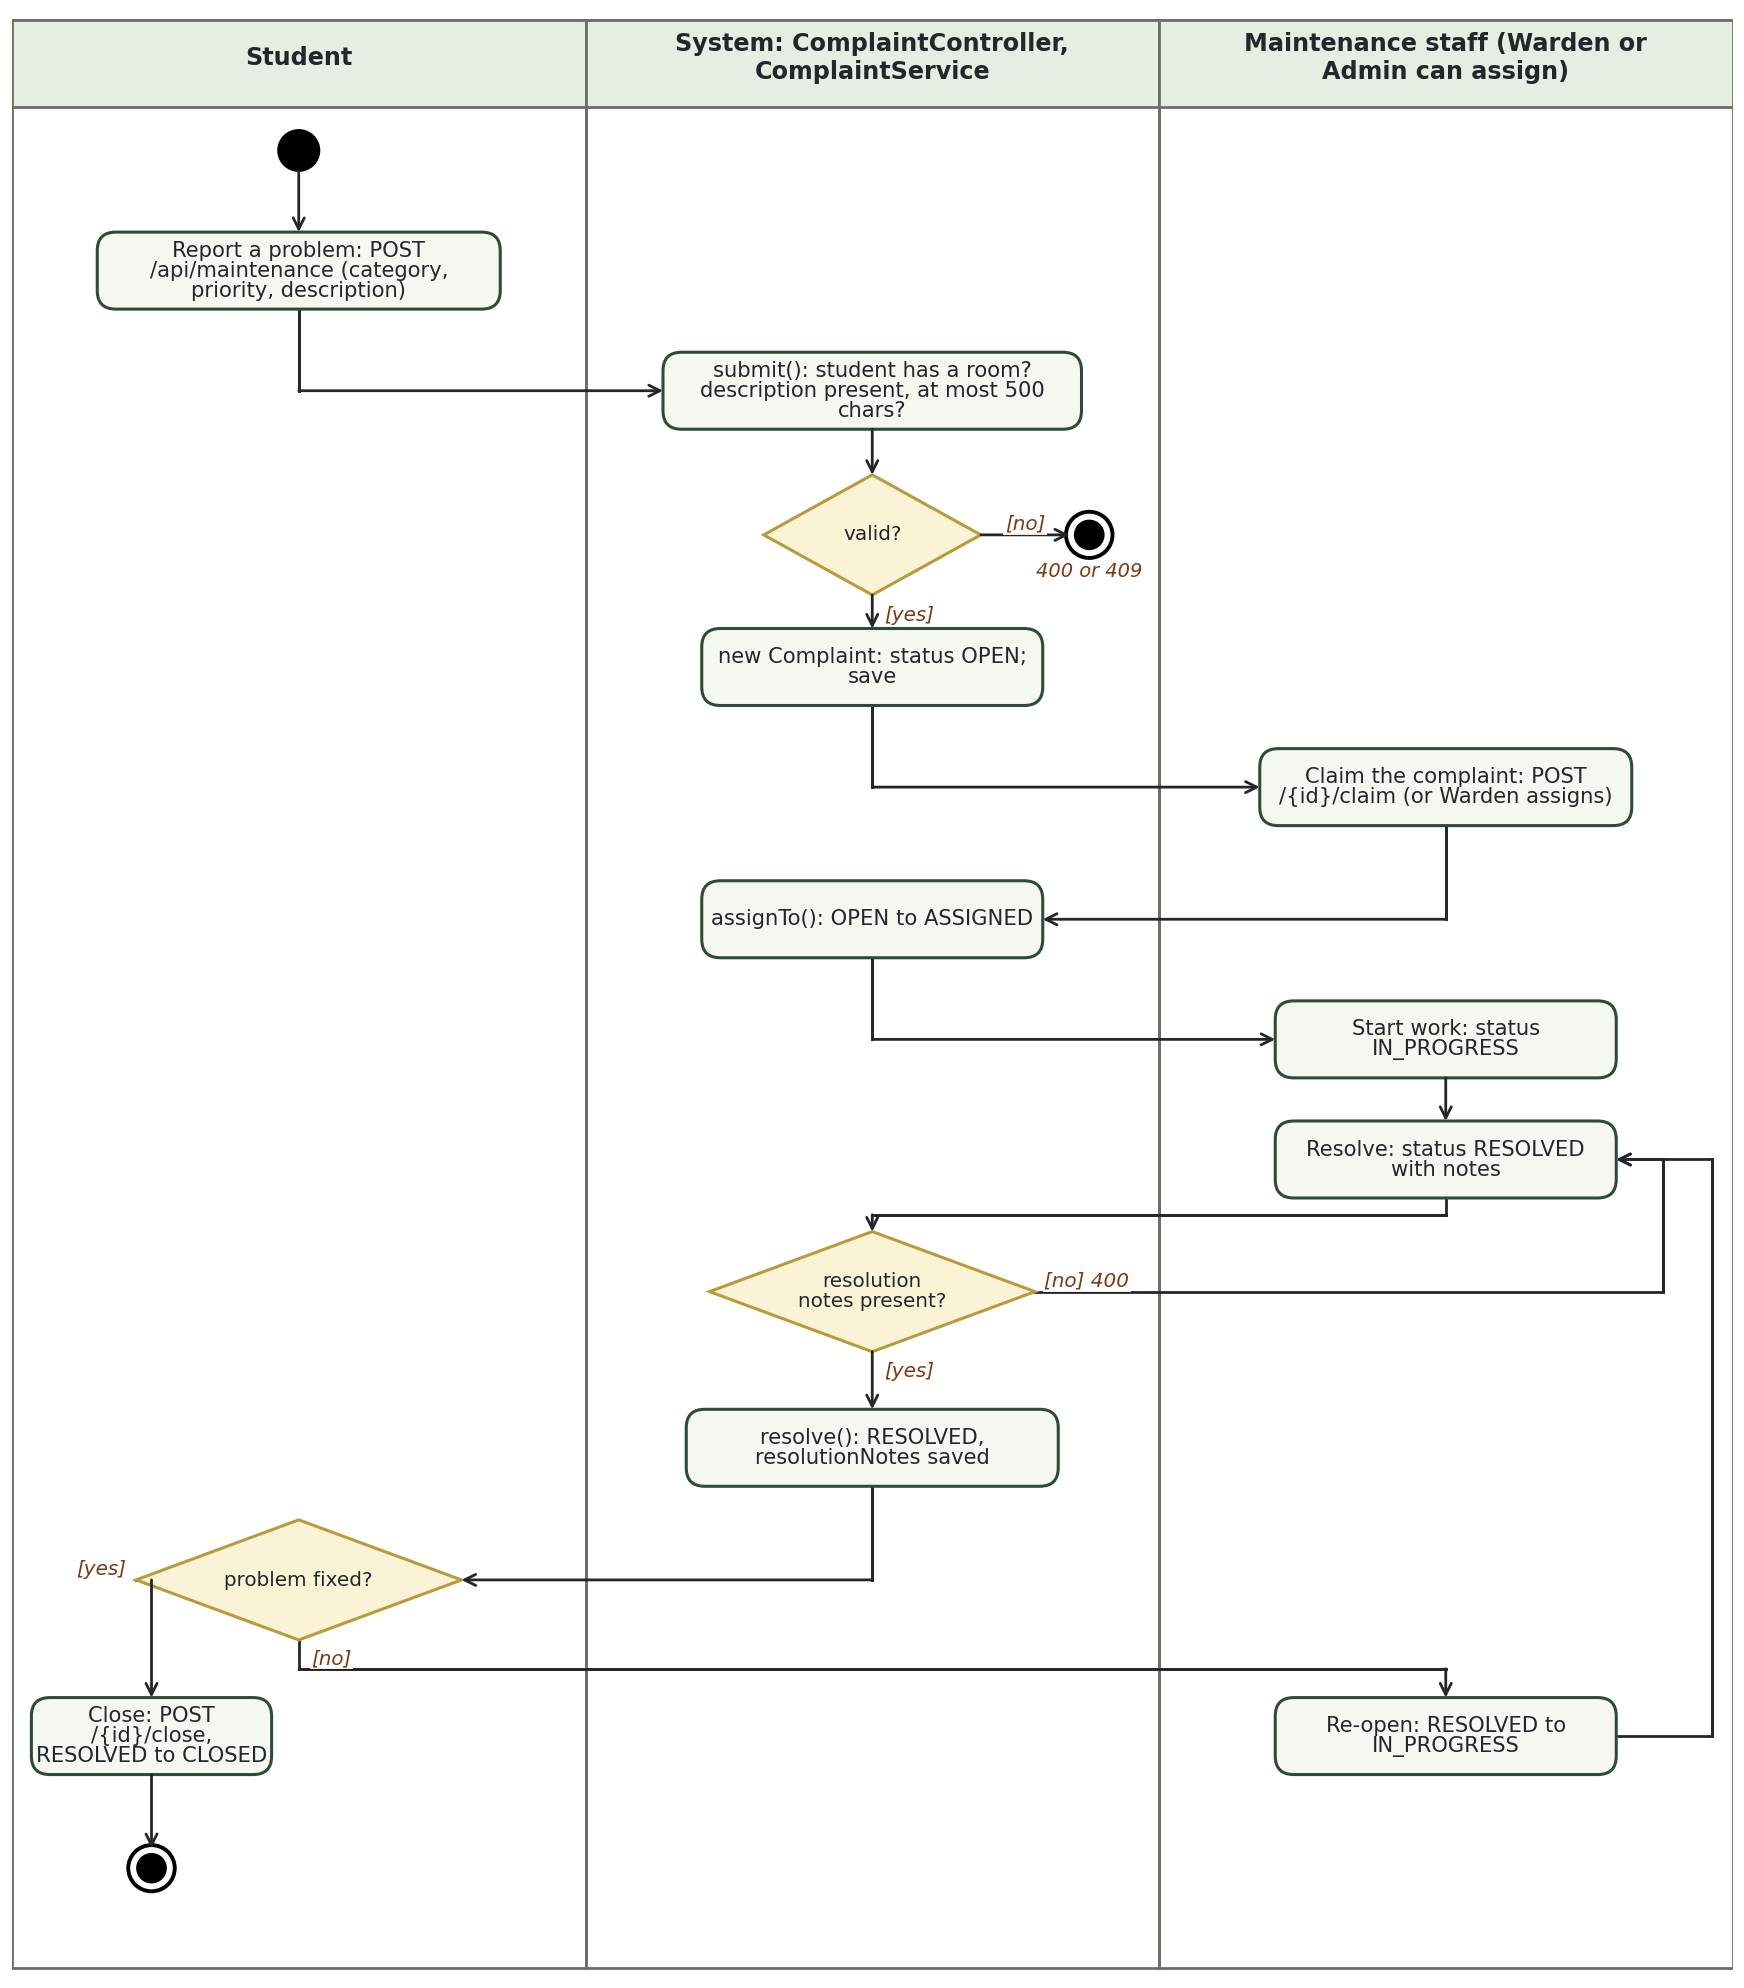 Student
System: ComplaintController,
ComplaintService
Maintenance staff (Warden or
Admin can assign)
Report a problem: POST
/api/maintenance (category,
priority, description)
submit(): student has a room?
description present, at most 500
chars?
valid?
[no]
400 or 409
[yes]
new Complaint: status OPEN;
save
Claim the complaint: POST
/{id}/claim (or Warden assigns)
assignTo(): OPEN to ASSIGNED
Start work: status
IN_PROGRESS
Resolve: status RESOLVED
with notes
resolution
notes present?
[no] 400
[yes]
resolve(): RESOLVED,
resolutionNotes saved
[yes]
problem fixed?
[no]
Close: POST
/{id}/close,
RESOLVED to CLOSED
Re-open: RESOLVED to
IN_PROGRESS